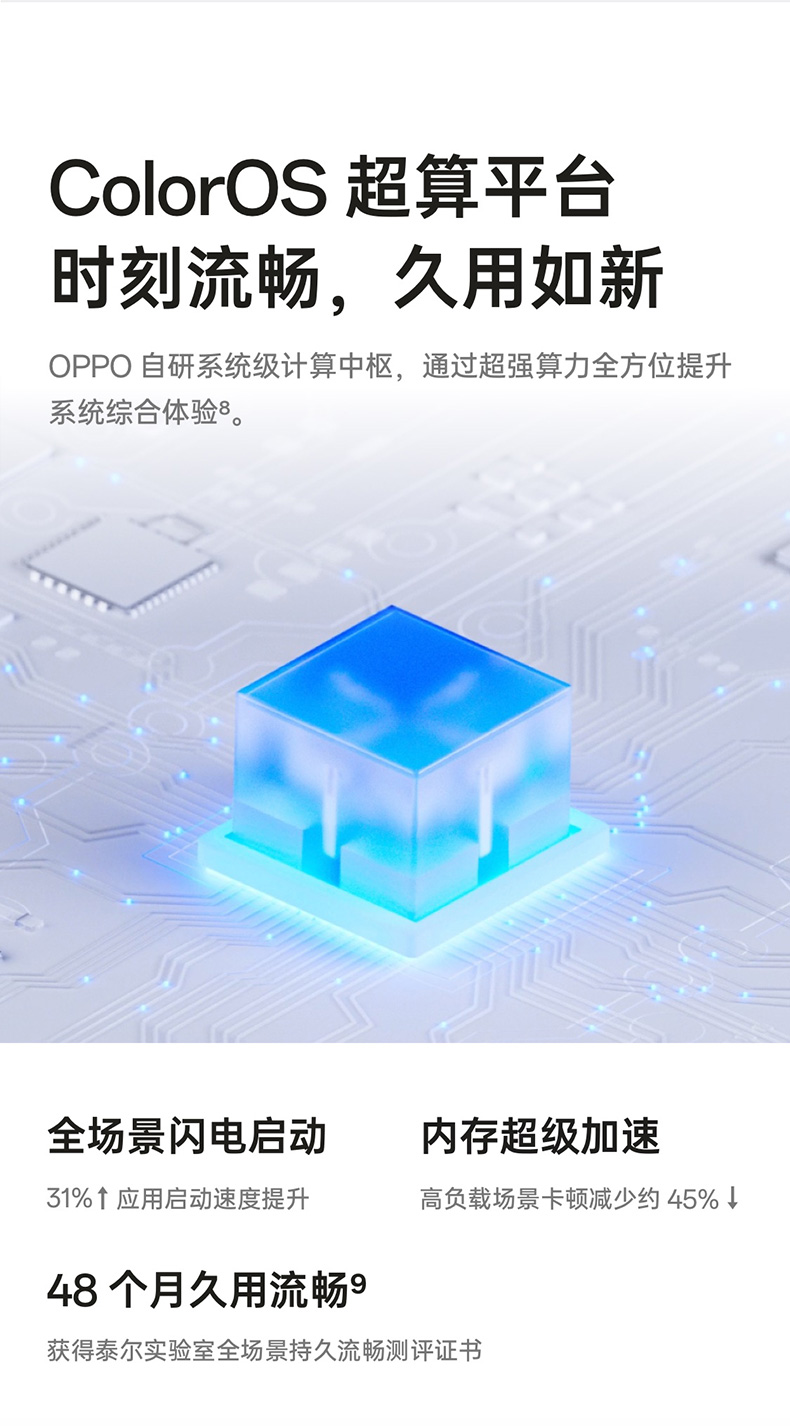 ColorOS 超算平台
时刻流畅，久用如新
OPPO 自研系统级计算中枢，通过超强算力全方位提升
系统综合体验⁸。
全场景闪电启动
31%↑ 应用启动速度提升
内存超级加速
高负载场景卡顿减少约 45%↓
48 个月久用流畅⁹
获得泰尔实验室全场景持久流畅测评证书